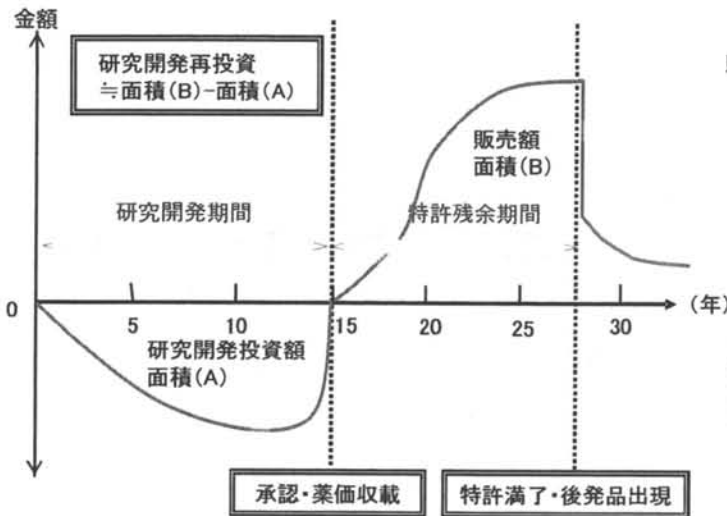 金額
研究開発再投資
≒面積(B)-面積(A)
販売額
面積(B)
研究開発期間
特許残余期間
0
5
10
15
20
25
30
(年)
研究開発投資額
面積(A)
承認・薬価収載
特許満了・後発品出現